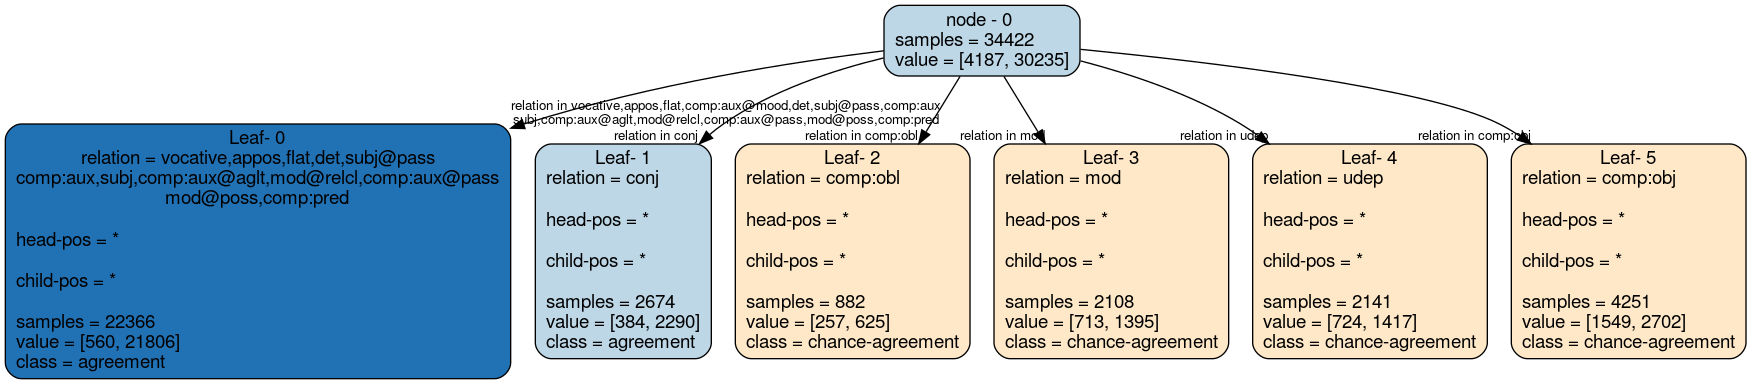 node - 0
samples = 34422
value = [4187, 30235]
relation in vocative,appos,flat,comp:aux@mood,det,subj@pass,comp:aux
subj,comp:aux@aglt,mod@relcl,comp:aux@pass,mod@poss,comp:pred
relation in conj
relation in comp:obl
relation in mod
relation in udep
relation in comp:obj
Leaf- 0
relation = vocative,appos,flat,det,subj@pass
comp:aux,subj,comp:aux@aglt,mod@relcl,comp:aux@pass
mod@poss,comp:pred
head-pos = *
child-pos = *
samples = 22366
value = [560, 21806]
class = agreement
Leaf- 1
relation = conj
head-pos = *
child-pos = *
samples = 2674
value = [384, 2290]
class = agreement
Leaf- 2
relation = comp:obl
head-pos = *
child-pos = *
samples = 882
value = [257, 625]
class = chance-agreement
Leaf- 3
relation = mod
head-pos = *
child-pos = *
samples = 2108
value = [713, 1395]
class = chance-agreement
Leaf- 4
relation = udep
head-pos = *
child-pos = *
samples = 2141
value = [724, 1417]
class = chance-agreement
Leaf- 5
relation = comp:obj
head-pos = *
child-pos = *
samples = 4251
value = [1549, 2702]
class = chance-agreement